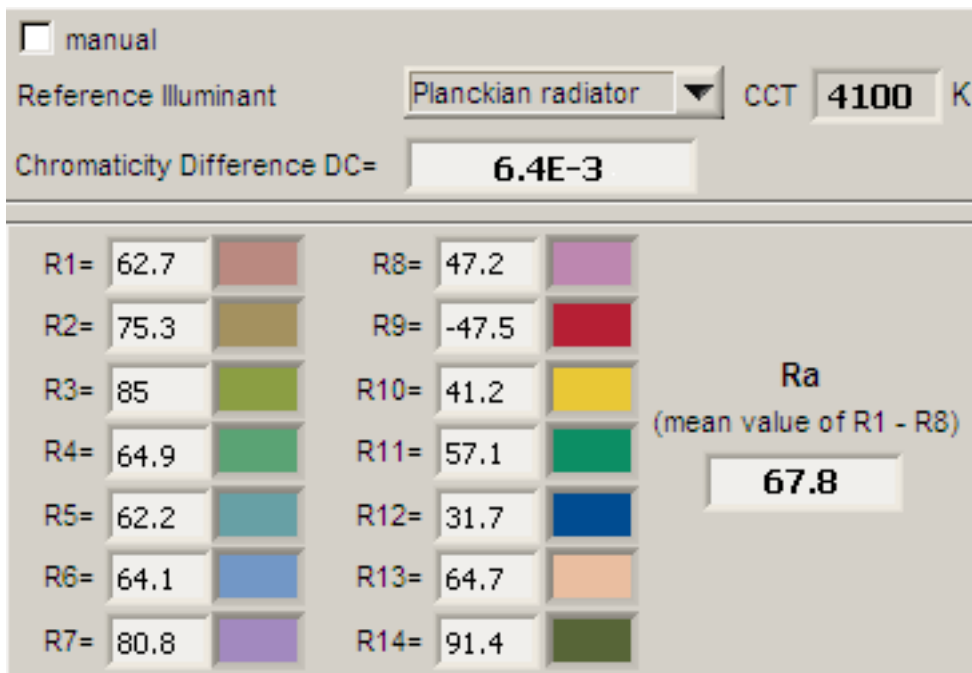 manual
Reference Illuminant Planckian radiator CCT 4100 K
Chromaticity Difference DC= 6.4E-3
R1= 62.7 R8= 47.2
R2= 75.3 R9= -47.5
R3= 85 R10= 41.2
R4= 64.9 R11= 57.1
R5= 62.2 R12= 31.7
R6= 64.1 R13= 64.7
R7= 80.8 R14= 91.4
Ra
(mean value of R1 - R8)
67.8